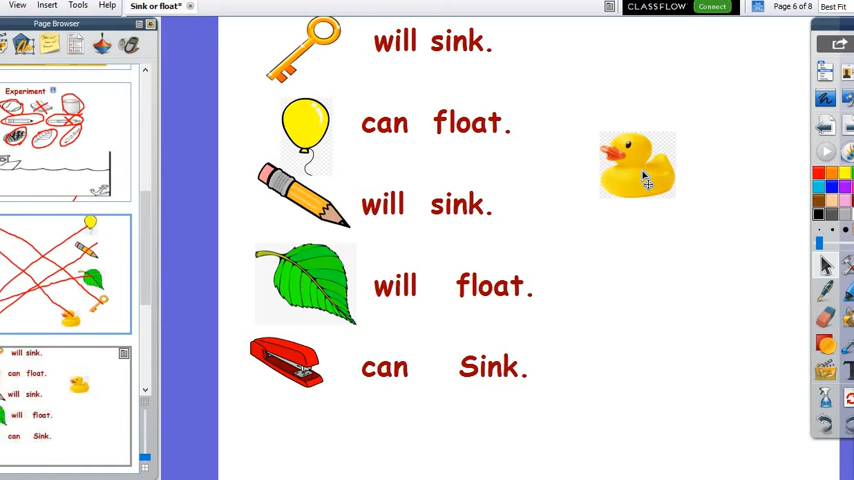 View Insert Tools Help Sink or float*
CLASSFLOW Connect Page 6 of 8 Best Fit
Page Browser
Experiment
will sink.
can float.
will sink.
will float.
can Sink.
will sink.
can float.
will sink.
will float.
can Sink.